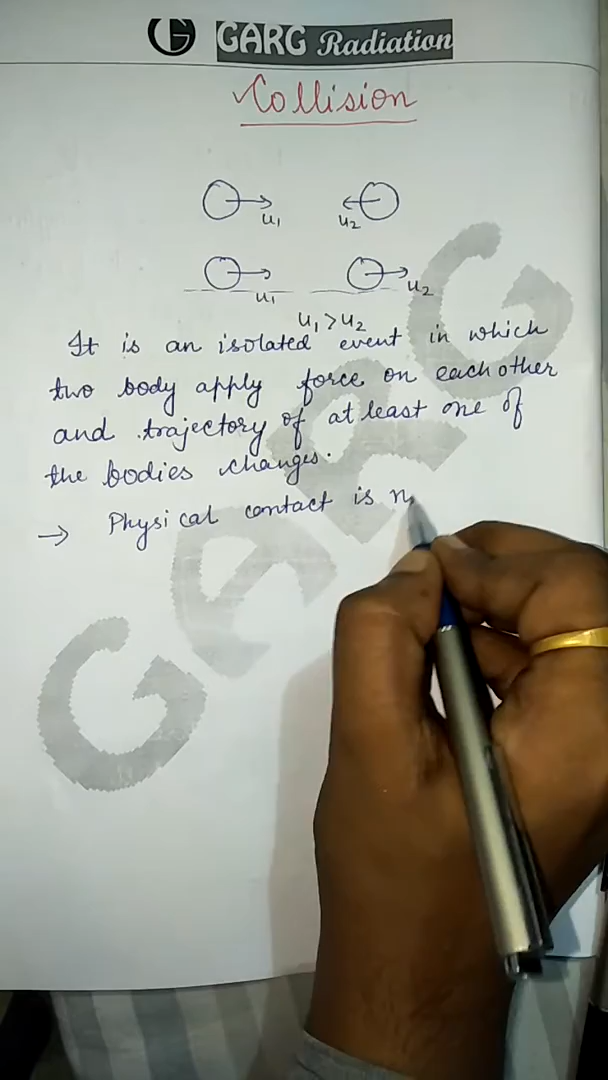 G GARG Radiation
Collision
u₁ u₂
u₁ u₂
u₁ > u₂
It is an isolated event in which
two body apply force on each other
and trajectory of at least one of
the bodies changes.
→ Physical contact is n
GARG